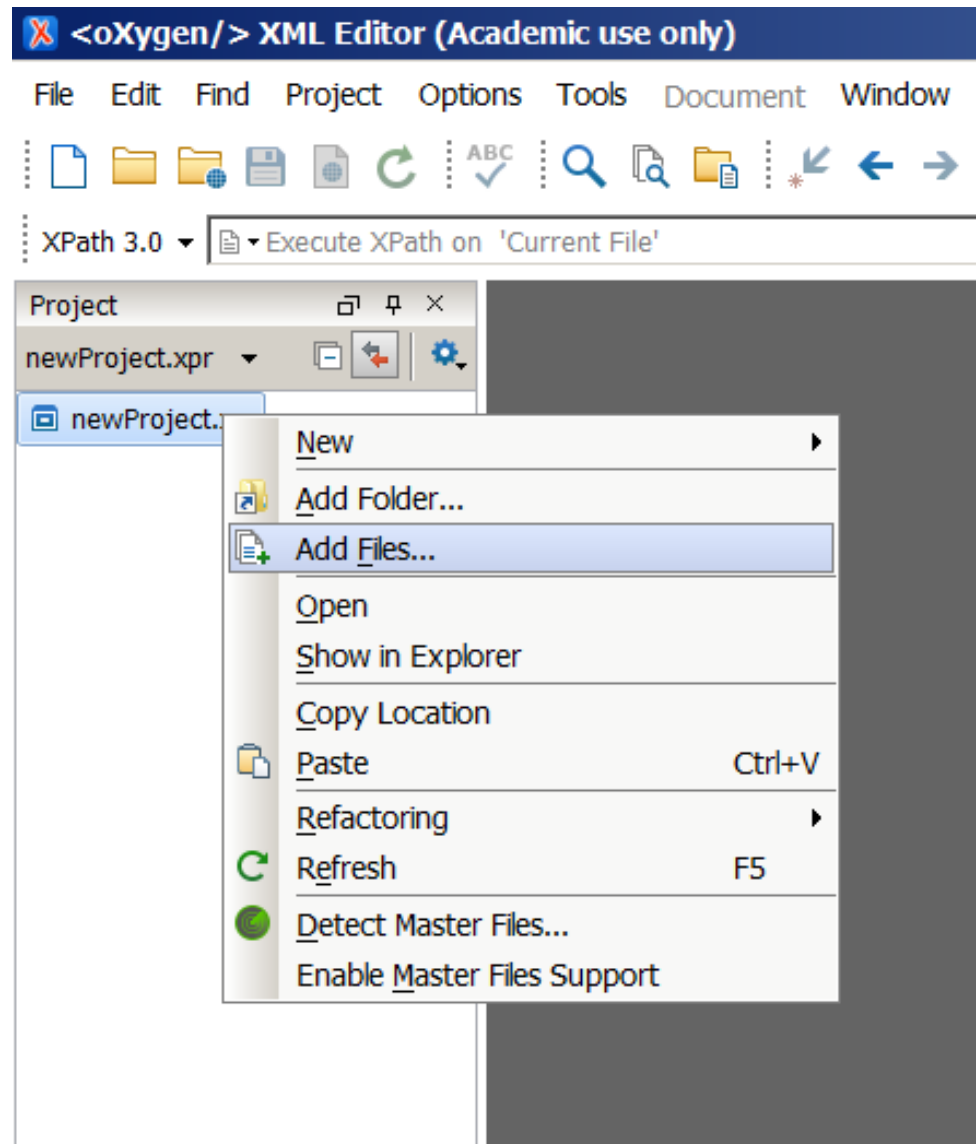 <oXygen/> XML Editor (Academic use only)
File Edit Find Project Options Tools Document Window
ABC
XPath 3.0 Execute XPath on 'Current File'
Project
newProject.xpr
newProject.
New
Add Folder...
Add Files...
Open
Show in Explorer
Copy Location
Paste Ctrl+V
Refactoring
Refresh F5
Detect Master Files...
Enable Master Files Support